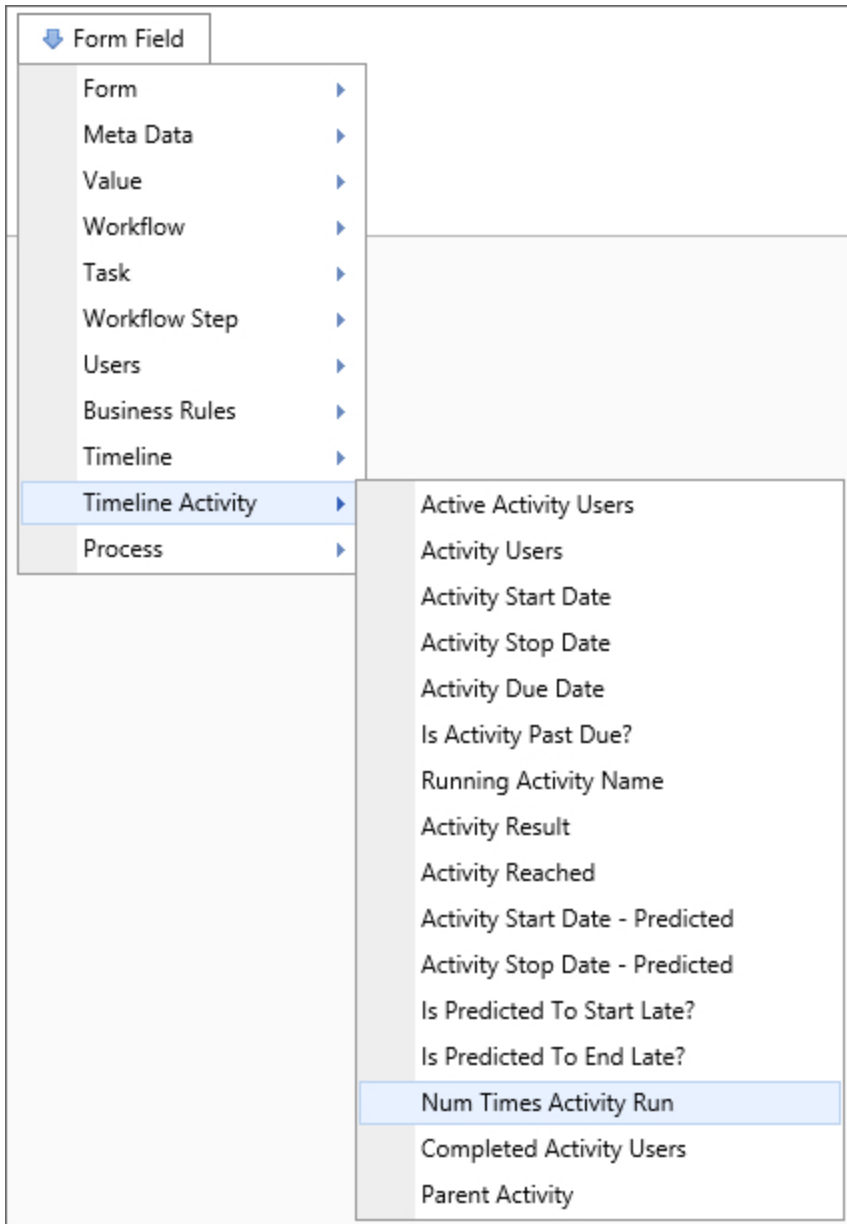 Form Field
Form
Meta Data
Value
Workflow
Task
Workflow Step
Users
Business Rules
Timeline
Timeline Activity
Process
Active Activity Users
Activity Users
Activity Start Date
Activity Stop Date
Activity Due Date
Is Activity Past Due?
Running Activity Name
Activity Result
Activity Reached
Activity Start Date - Predicted
Activity Stop Date - Predicted
Is Predicted To Start Late?
Is Predicted To End Late?
Num Times Activity Run
Completed Activity Users
Parent Activity